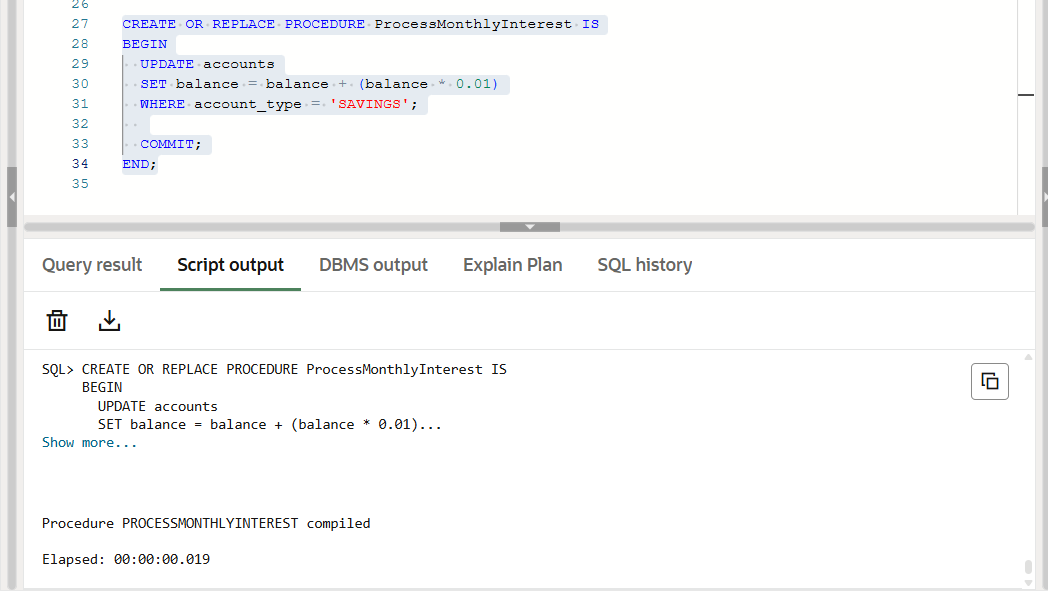 26
27 CREATE OR REPLACE PROCEDURE ProcessMonthlyInterest IS
28 BEGIN
29   UPDATE accounts
30   SET balance = balance + (balance * 0.01)
31   WHERE account_type = 'SAVINGS';
32
33   COMMIT;
34 END;
35
Query result Script output DBMS output Explain Plan SQL history
SQL> CREATE OR REPLACE PROCEDURE ProcessMonthlyInterest IS
     BEGIN
       UPDATE accounts
       SET balance = balance + (balance * 0.01)...
Show more...
Procedure PROCESSMONTHLYINTEREST compiled
Elapsed: 00:00:00.019